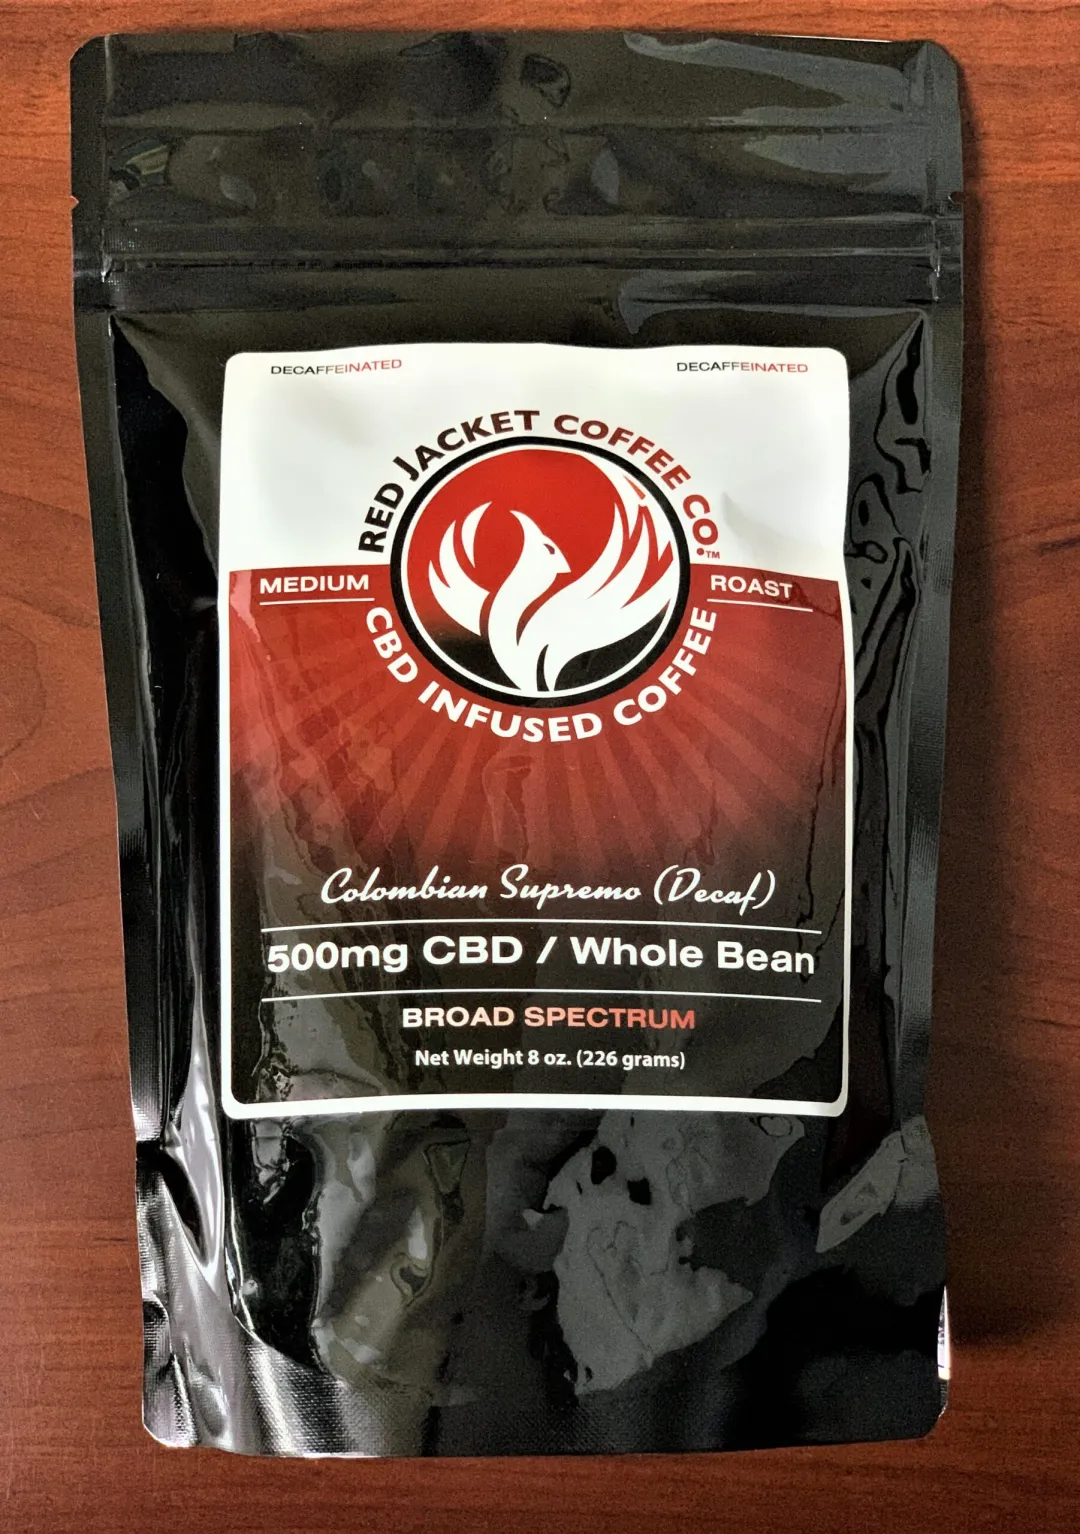 DECAFFEINATED
DECAFFEINATED
RED JACKET COFFEE CO.™
MEDIUM
ROAST
CBD INFUSED COFFEE
Colombian Supremo (Decaf)
500mg CBD / Whole Bean
BROAD SPECTRUM
Net Weight 8 oz. (226 grams)